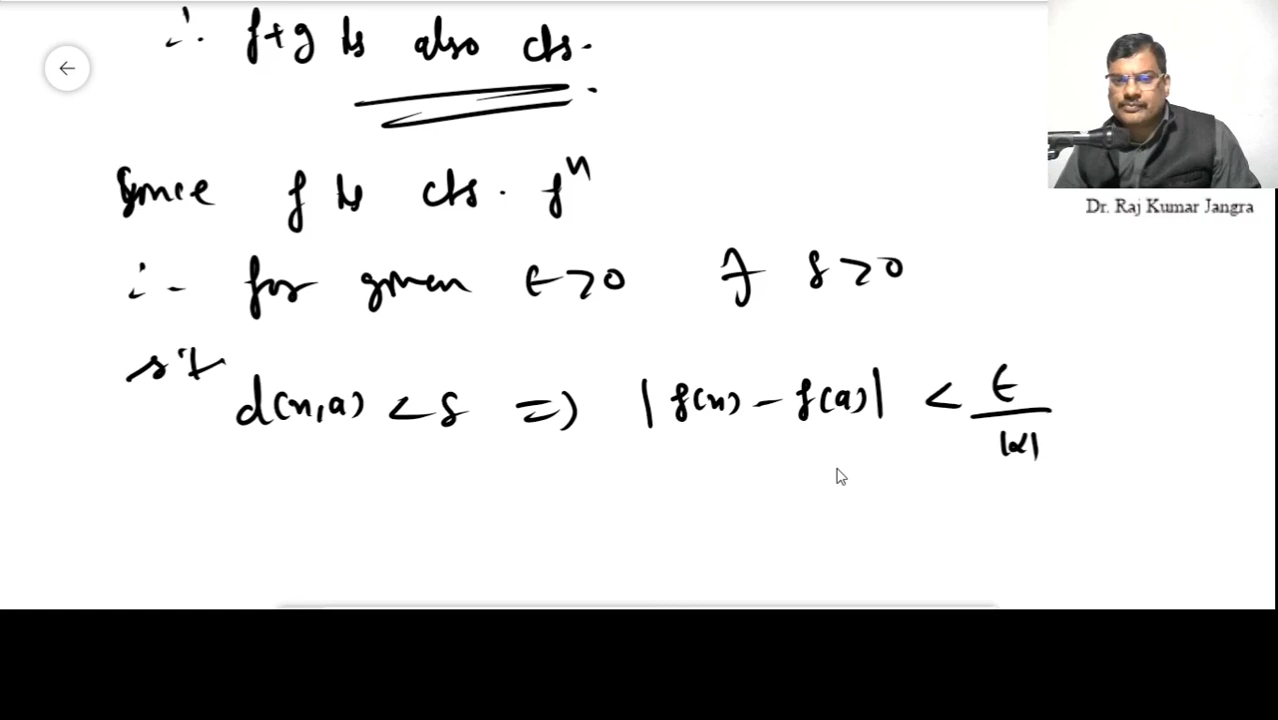 ∴ f+g is also cts.
Since f is cts. fⁿ
∴ for given ε>0 ∃ δ>0
s.t
d(x,a) < δ => |f(x) - f(a)| < ε/|α|
Dr. Raj Kumar Jangra